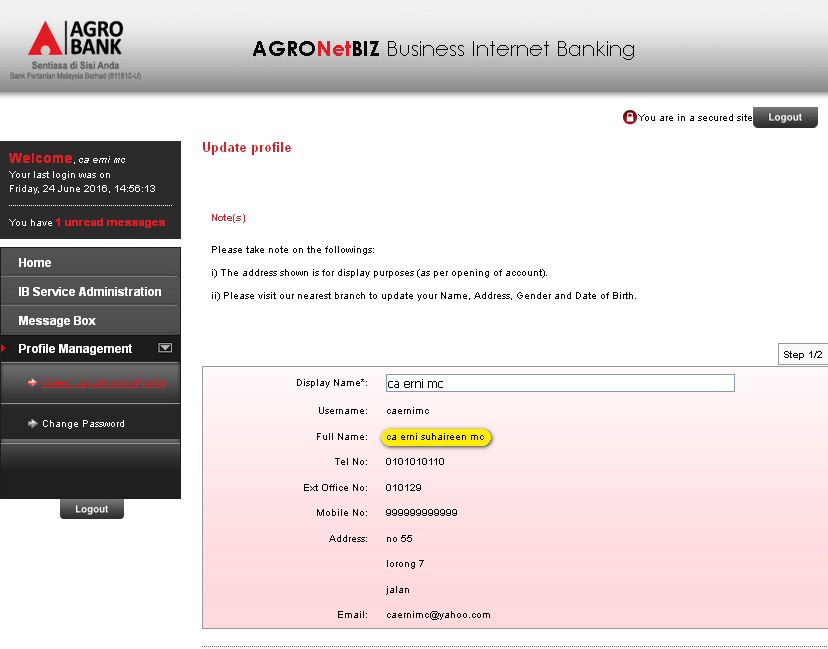 AGRO
BANK
Sentiasa di Sisi Anda
Bank Pertanian Malaysia Berhad (811810-U)
AGRONetBIZ Business Internet Banking
You are in a secured site
Logout
Welcome, ca erni mc
Your last login was on
Friday, 24 June 2016, 14:56:13
You have 1 unread messages
Home
IB Service Administration
Message Box
Profile Management
Change Password
Logout
Update profile
Note(s)
Please take note on the followings:
i) The address shown is for display purposes (as per opening of account).
ii) Please visit our nearest branch to update your Name, Address, Gender and Date of Birth.
Step 1/2
Display Name*: ca erni mc
Username: caernimc
Full Name: ca erni suhaireen mc
Tel No: 0101010110
Ext Office No: 010129
Mobile No: 999999999999
Address: no 55
lorong 7
jalan
Email: caernimc@yahoo.com